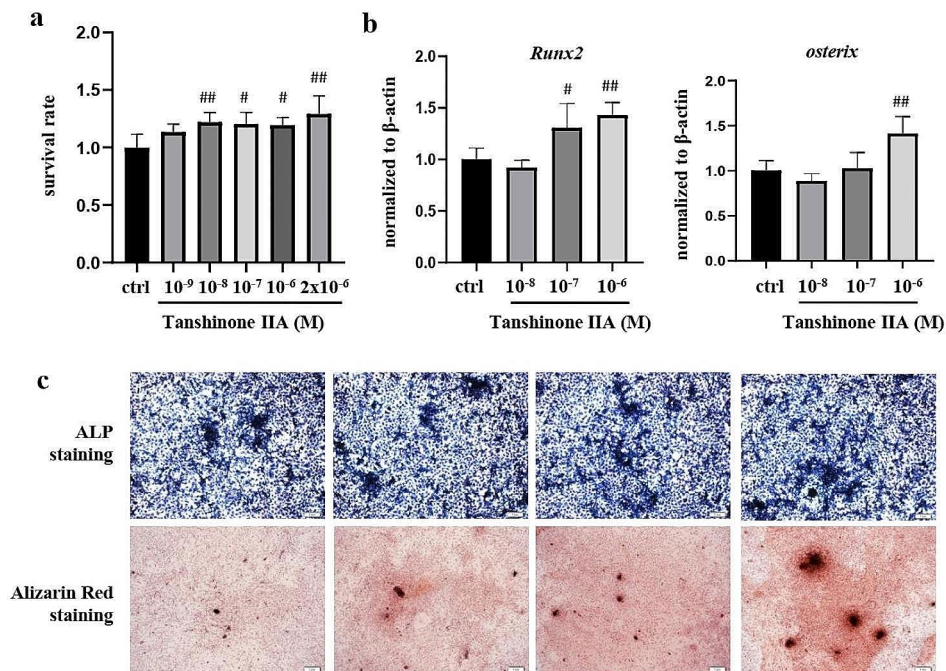 a
survival rate
2.0
1.5
1.0
0.5
0.0
## # # ##
ctrl 10⁻⁹ 10⁻⁸ 10⁻⁷ 10⁻⁶ 2x10⁻⁶
Tanshinone IIA (M)
b
Runx2
normalized to β-actin
2.0
1.5
1.0
0.5
0.0
# ##
ctrl 10⁻⁸ 10⁻⁷ 10⁻⁶
Tanshinone IIA (M)
osterix
normalized to β-actin
2.0
1.5
1.0
0.5
0.0
##
ctrl 10⁻⁸ 10⁻⁷ 10⁻⁶
Tanshinone IIA (M)
c
ALP
staining
Alizarin Red
staining